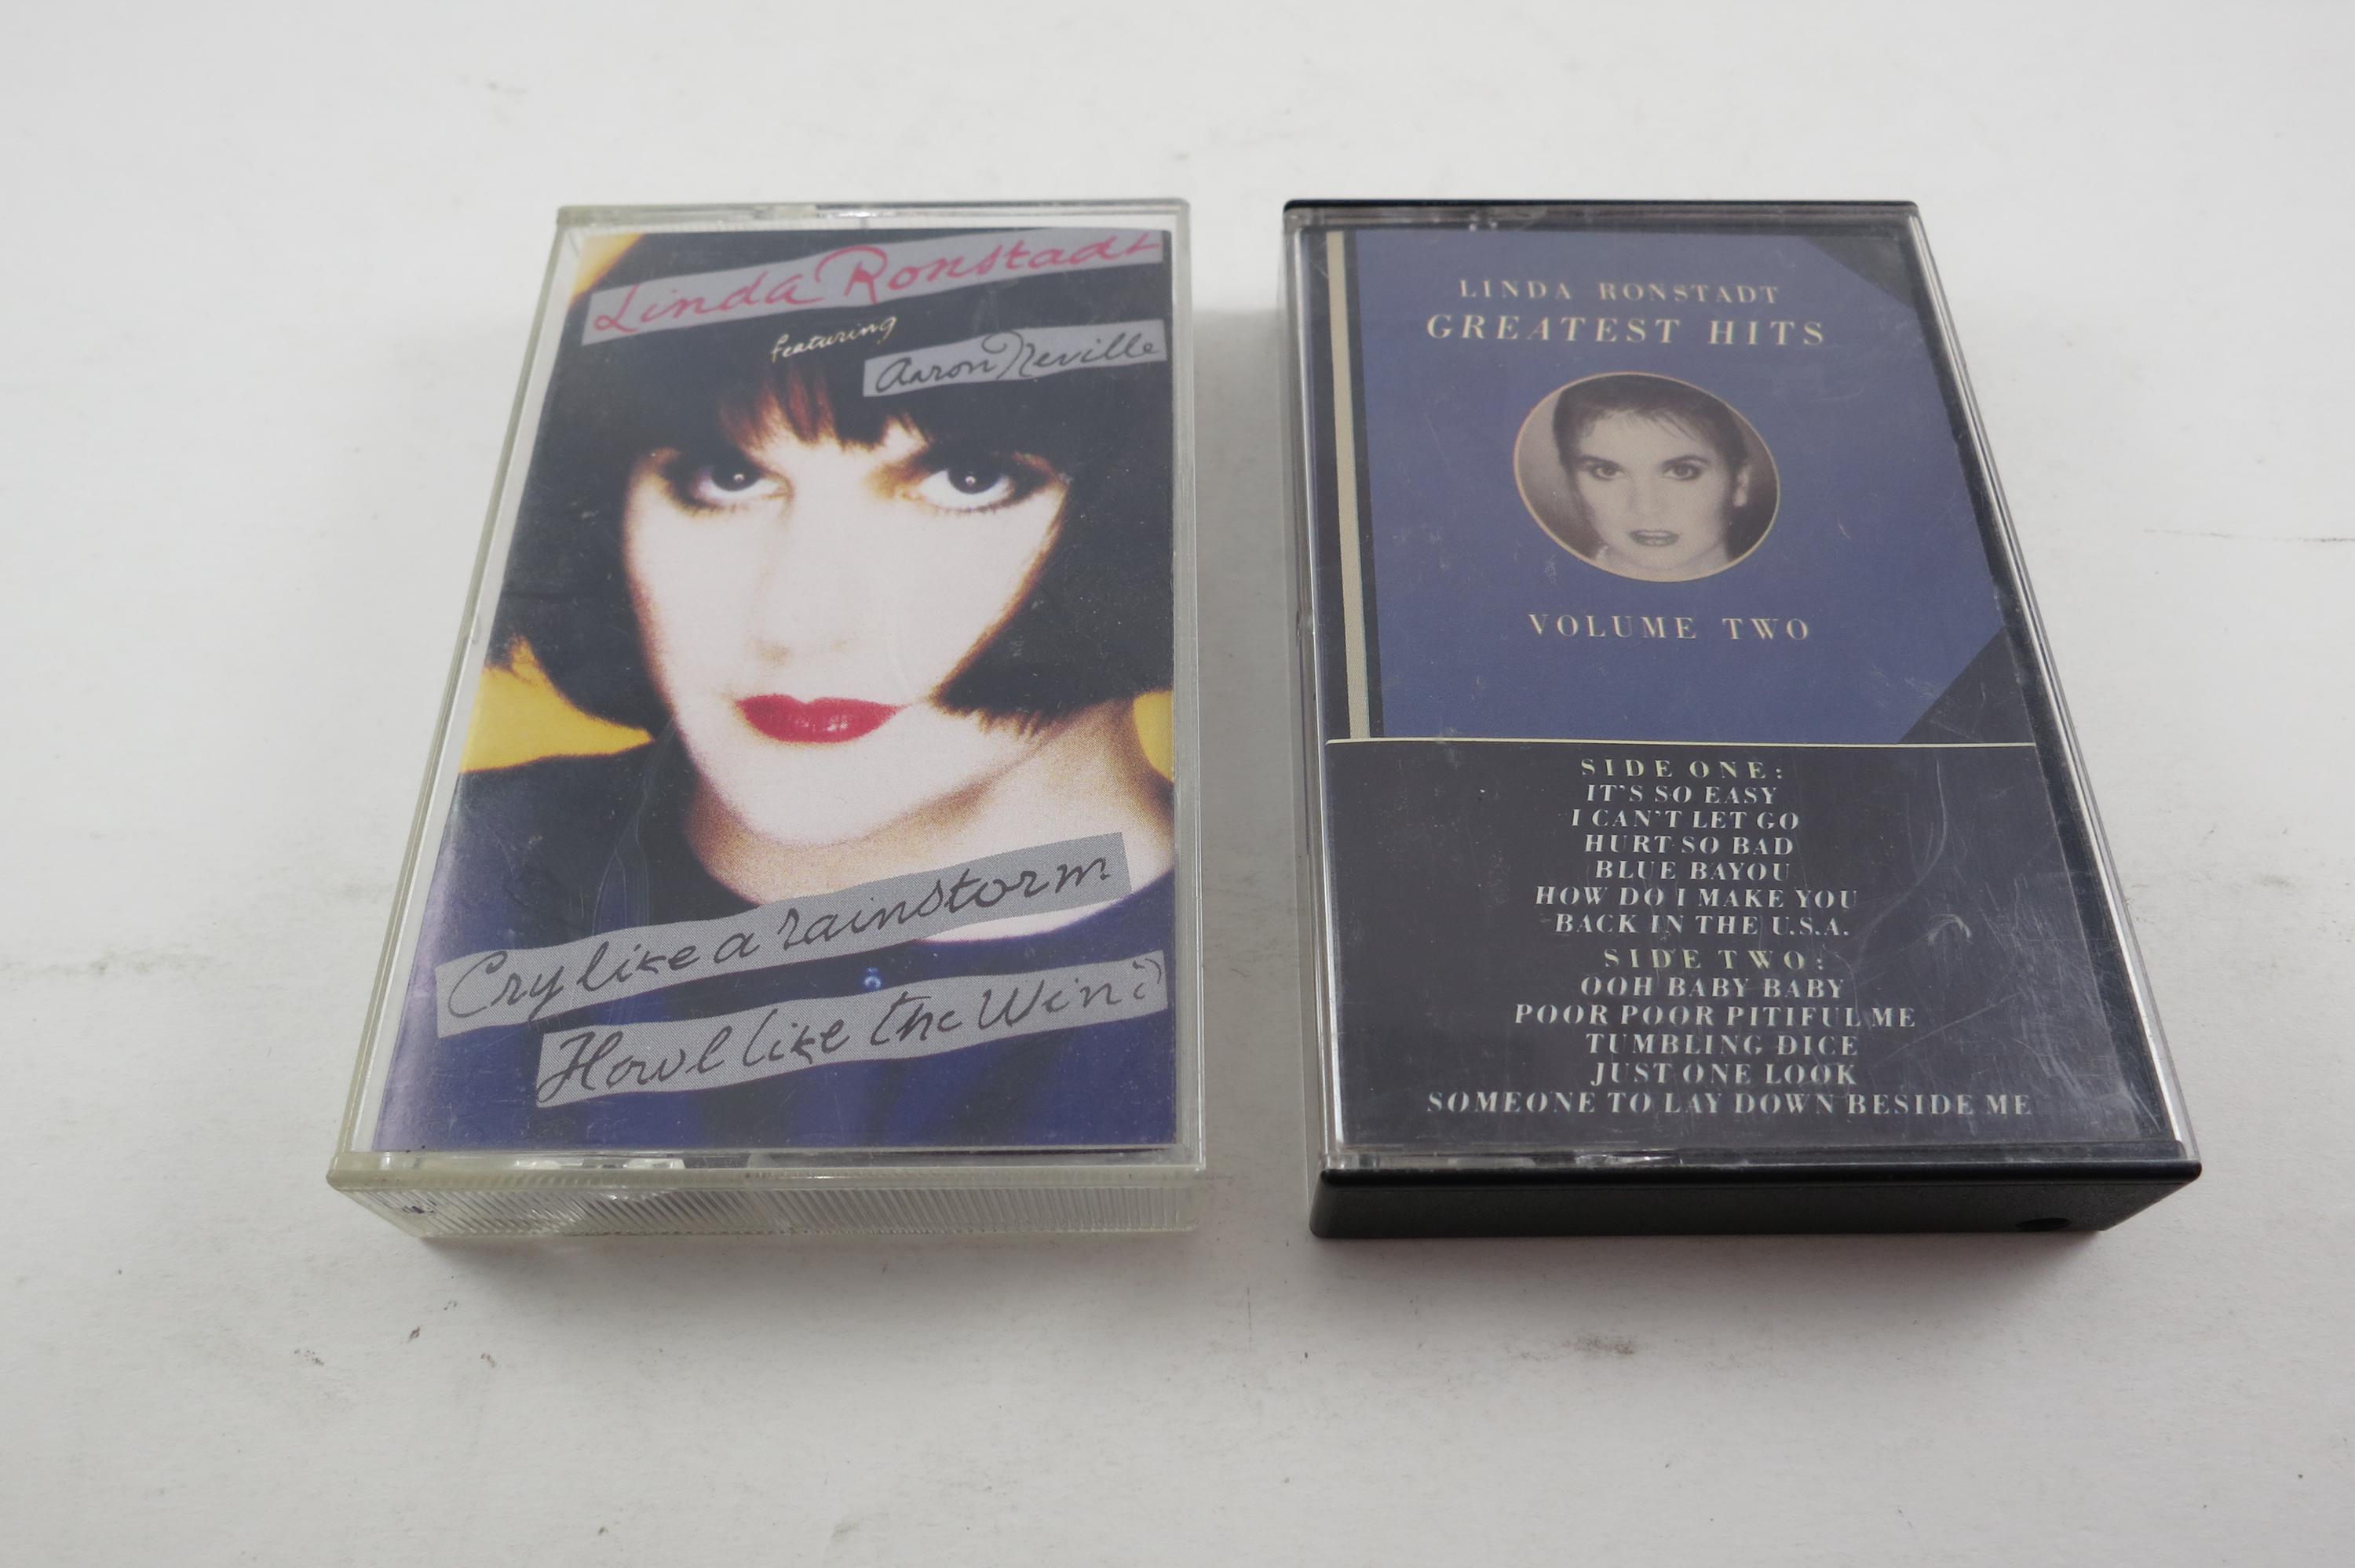 Linda Ronstadt
featuring
Aaron Neville
Cry like a rainstorm
Howl like the Wind
LINDA RONSTADT
GREATEST HITS
VOLUME TWO
SIDE ONE:
IT'S SO EASY
I CAN'T LET GO
HURT SO BAD
BLUE BAYOU
HOW DO I MAKE YOU
BACK IN THE U.S.A.
SIDE TWO:
OOH BABY BABY
POOR POOR PITIFUL ME
TUMBLING DICE
JUST ONE LOOK
SOMEONE TO LAY DOWN BESIDE ME